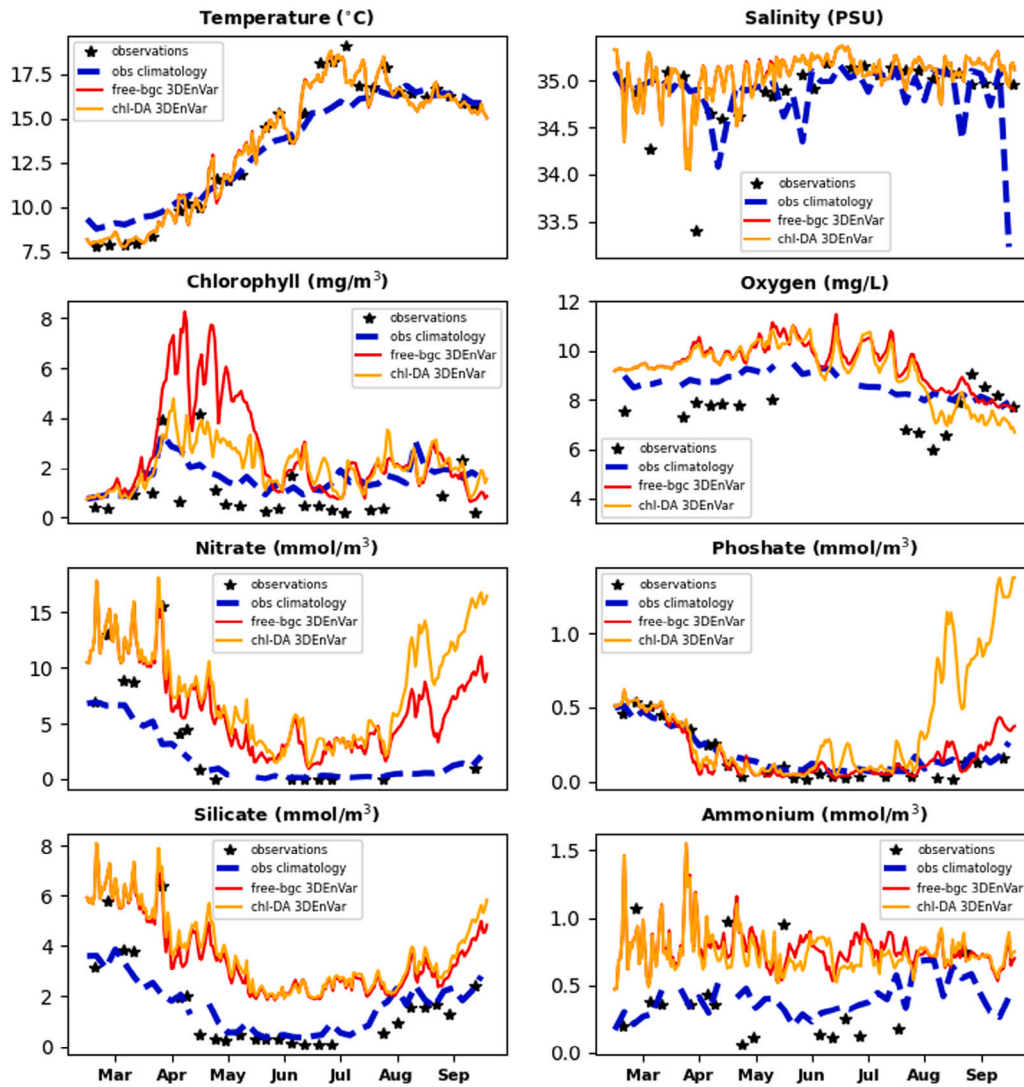 Temperature (°C)
17.5
15.0
12.5
10.0
7.5
observations
obs climatology
free-bgc 3DEnVar
chl-DA 3DEnVar
Salinity (PSU)
35.0
34.5
34.0
33.5
observations
obs climatology
free-bgc 3DEnVar
chl-DA 3DEnVar
Chlorophyll (mg/m³)
8
6
4
2
0
observations
obs climatology
free-bgc 3DEnVar
chl-DA 3DEnVar
Oxygen (mg/L)
12
10
8
6
4
observations
obs climatology
free-bgc 3DEnVar
chl-DA 3DEnVar
Nitrate (mmol/m³)
15
10
5
0
observations
obs climatology
free-bgc 3DEnVar
chl-DA 3DEnVar
Phoshate (mmol/m³)
1.0
0.5
0.0
observations
obs climatology
free-bgc 3DEnVar
chl-DA 3DEnVar
Silicate (mmol/m³)
8
6
4
2
0
observations
obs climatology
free-bgc 3DEnVar
chl-DA 3DEnVar
Mar Apr May Jun Jul Aug Sep
Ammonium (mmol/m³)
1.5
1.0
0.5
0.0
observations
obs climatology
free-bgc 3DEnVar
chl-DA 3DEnVar
Mar Apr May Jun Jul Aug Sep